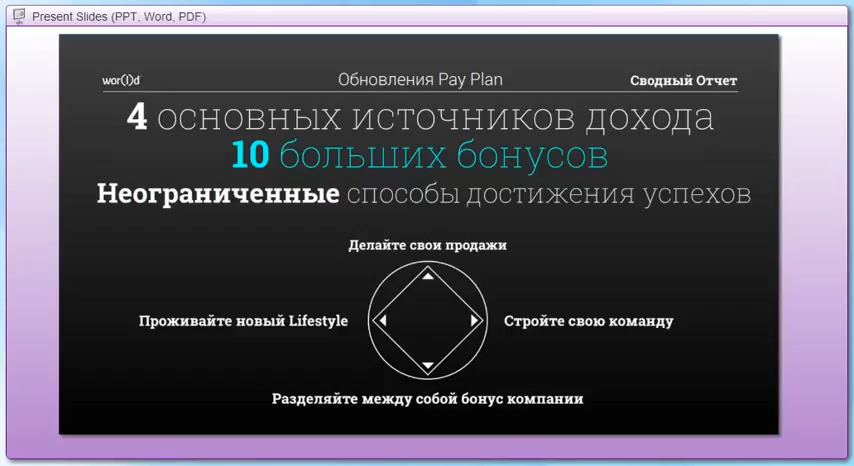 Present Slides (PPT, Word, PDF)
wor(l)d
Обновления Pay Plan
Сводный Отчет
4 основных источников дохода
10 больших бонусов
Неограниченные способы достижения успехов
Делайте свои продажи
Проживайте новый Lifestyle
Стройте свою команду
Разделяйте между собой бонус компании